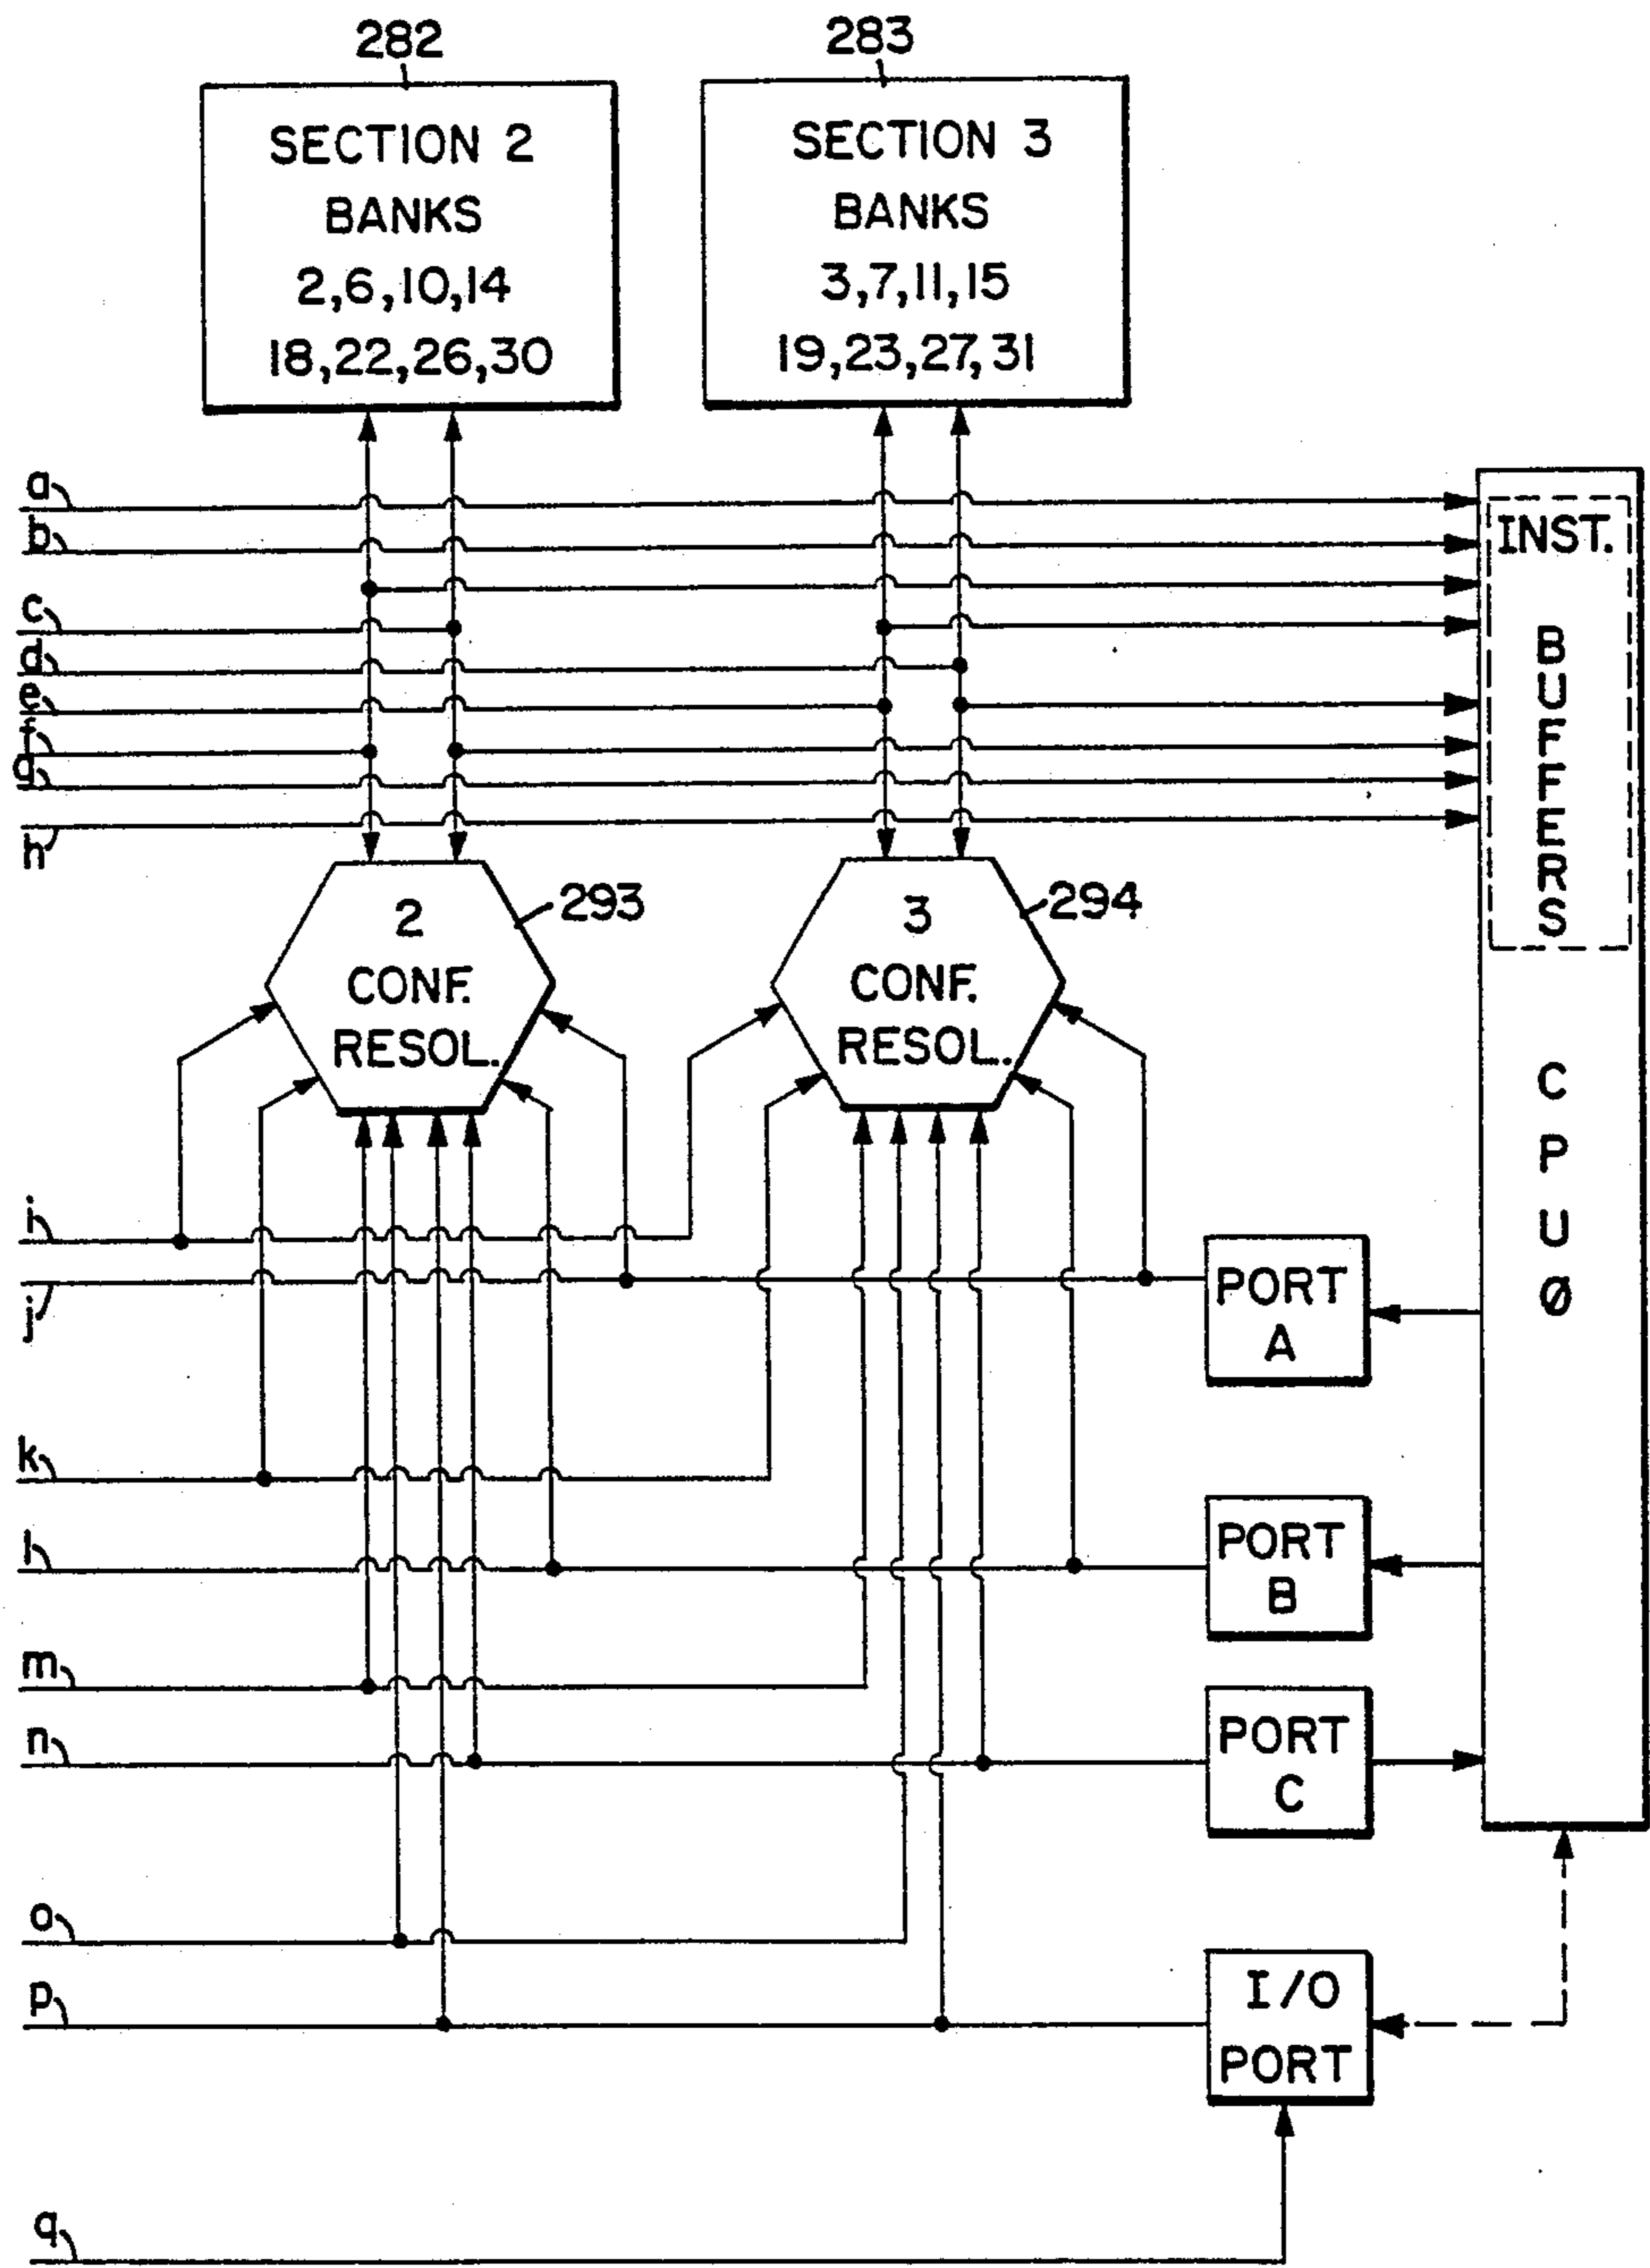 282
283
SECTION 2
BANKS
2,6,10,14
18,22,26,30
SECTION 3
BANKS
3,7,11,15
19,23,27,31
a
b
c
d
e
f
g
h
INST.
BUFFERS
CPU Ø
2
CONF.
RESOL.
293
3
CONF.
RESOL.
294
i
j
k
l
m
n
o
p
q
PORT
A
PORT
B
PORT
C
I/O
PORT